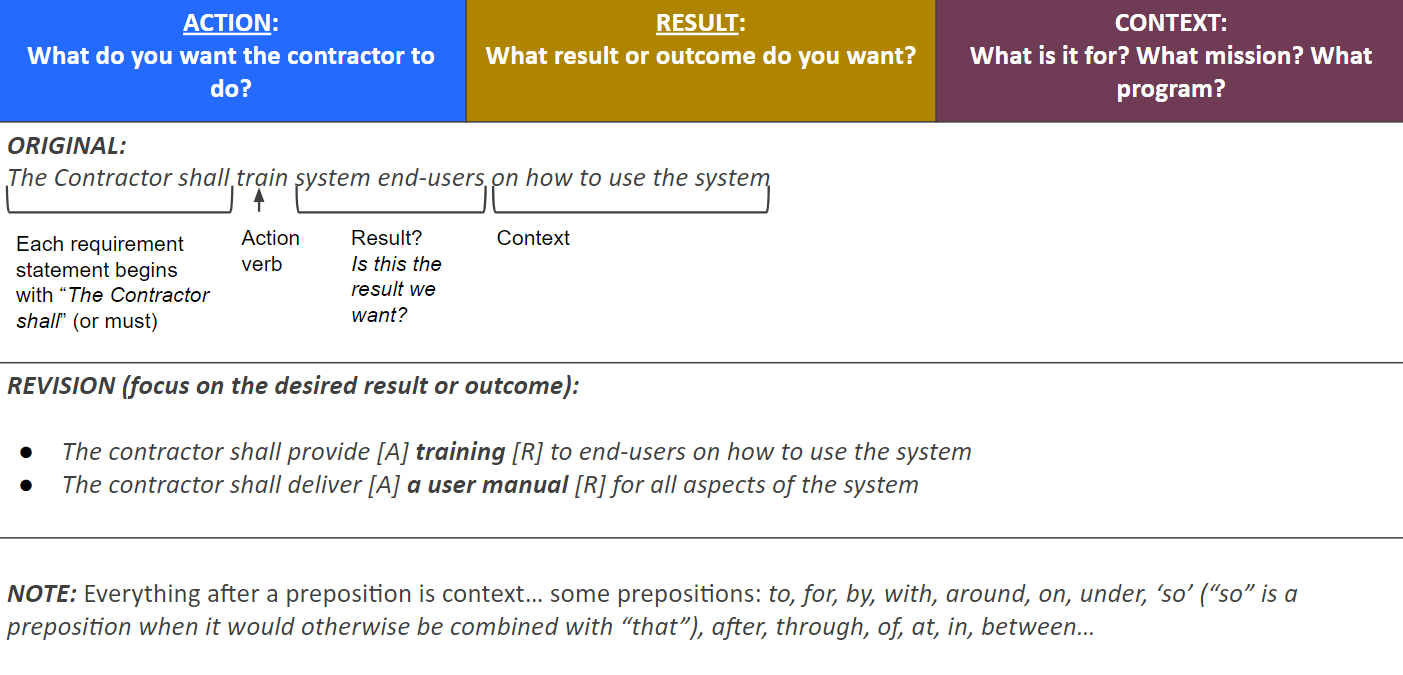 ACTION:
What do you want the contractor to
do?
RESULT:
What result or outcome do you want?
CONTEXT:
What is it for? What mission? What
program?
ORIGINAL:
The Contractor shall train system end-users on how to use the system
Each requirement
statement begins
with “The Contractor
shall” (or must)
Action
verb
Result?
Is this the
result we
want?
Context
REVISION (focus on the desired result or outcome):
● The contractor shall provide [A] training [R] to end-users on how to use the system
● The contractor shall deliver [A] a user manual [R] for all aspects of the system
NOTE: Everything after a preposition is context… some prepositions: to, for, by, with, around, on, under, ‘so’ (“so” is a
preposition when it would otherwise be combined with “that”), after, through, of, at, in, between…